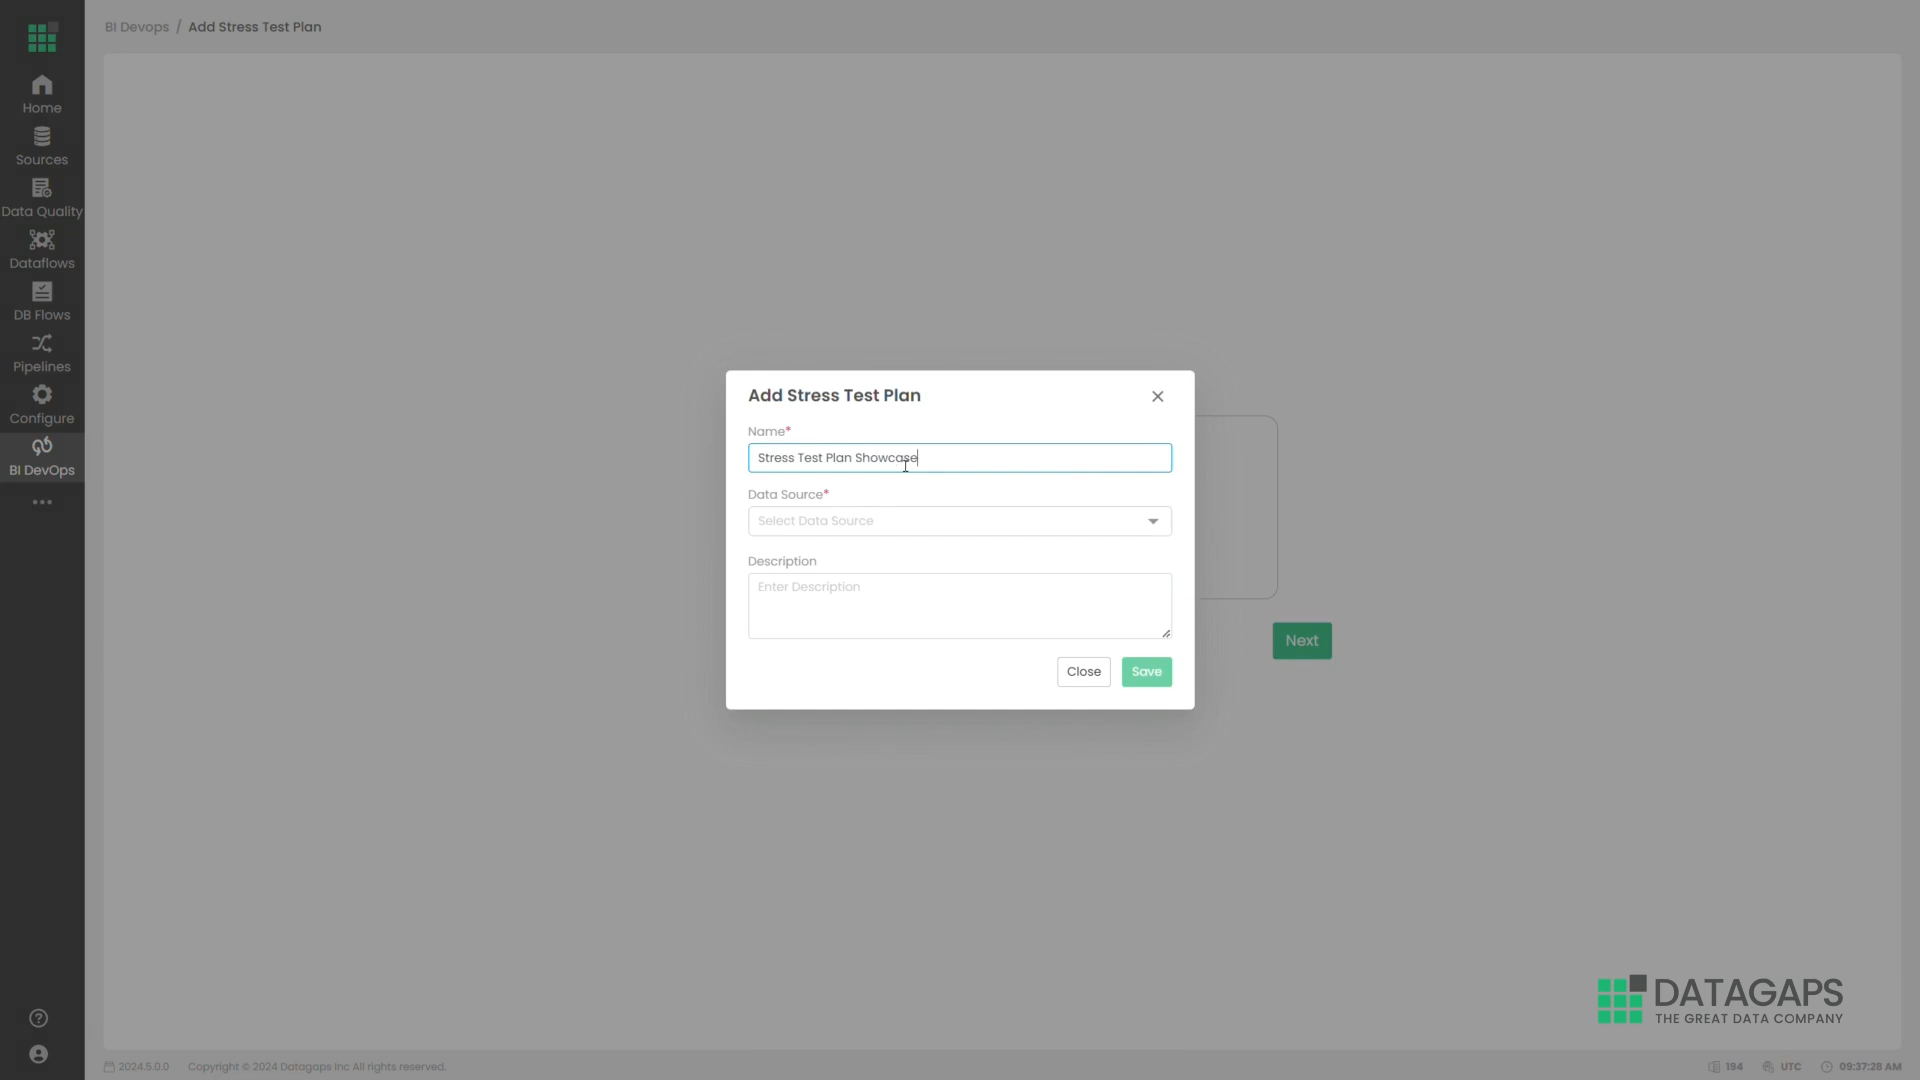 BI Devops / Add Stress Test Plan
Home
Sources
Data Quality
Dataflows
DB Flows
Pipelines
Configure
BI DevOps
Add Stress Test Plan
Name*
Stress Test Plan Showcase
Data Source*
Select Data Source
Description
Enter Description
Close Save
Next
DATAGAPS
THE GREAT DATA COMPANY
2024.5.0.0 Copyright © 2024 Datagaps Inc All rights reserved. 194 UTC 09:37:28 AM